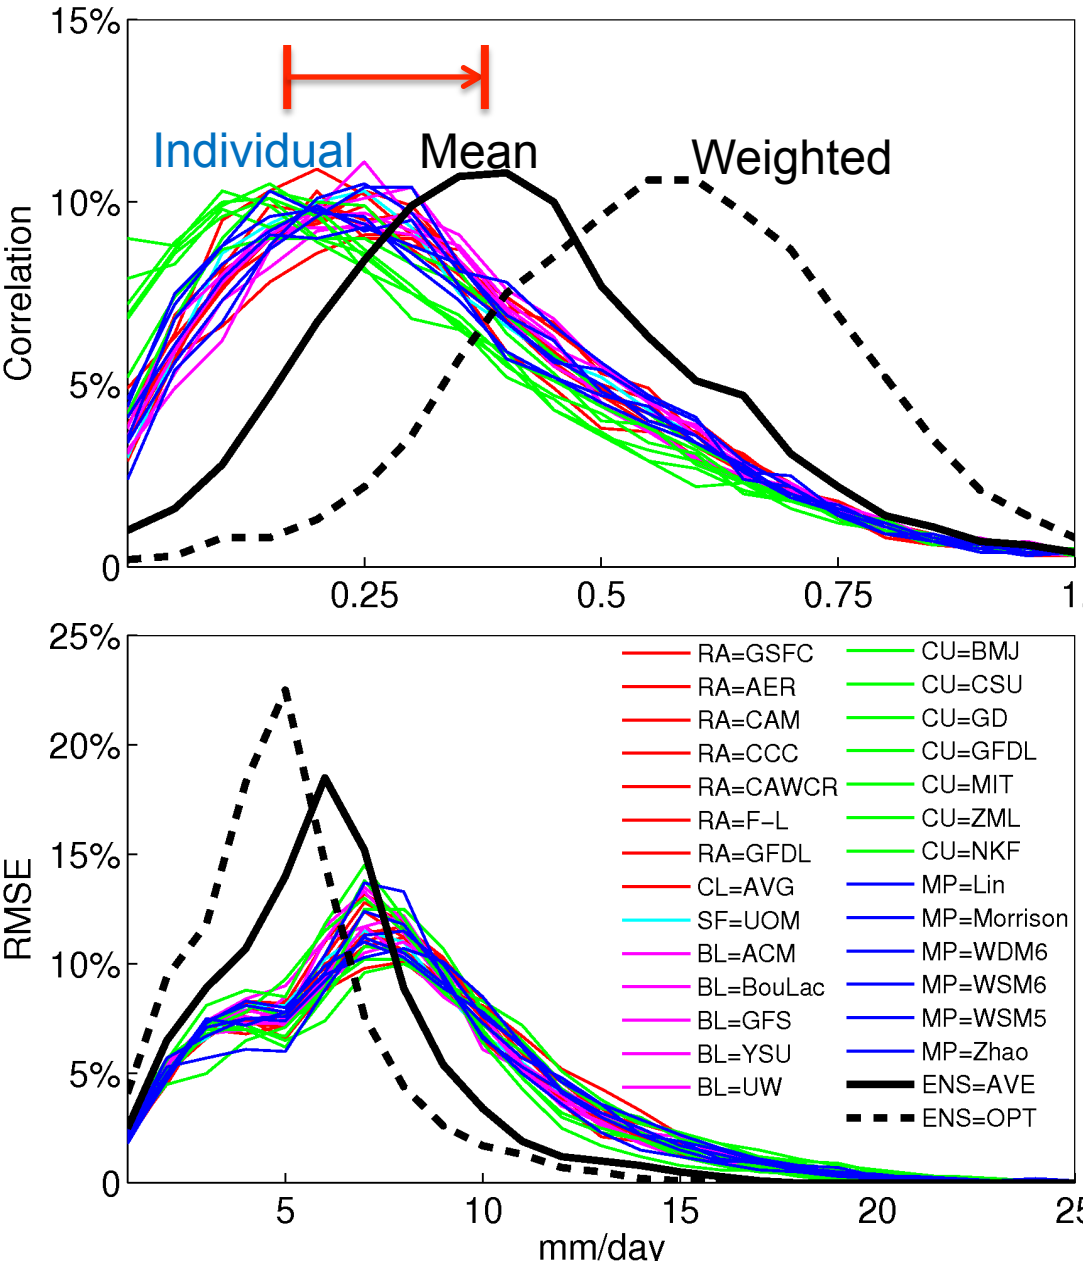 15%
Individual Mean Weighted
10%
Correlation
5%
0
0.25 0.5 0.75 1.
25%
20%
15%
RMSE
10%
5%
0
RA=GSFC CU=BMJ
RA=AER CU=CSU
RA=CAM CU=GD
RA=CCC CU=GFDL
RA=CAWCR CU=MIT
RA=F-L CU=ZML
RA=GFDL CU=NKF
CL=AVG MP=Lin
SF=UOM MP=Morrison
BL=ACM MP=WDM6
BL=BouLac MP=WSM6
BL=GFS MP=WSM5
BL=YSU MP=Zhao
BL=UW ENS=AVE
ENS=OPT
5 10 15 20 25
mm/day